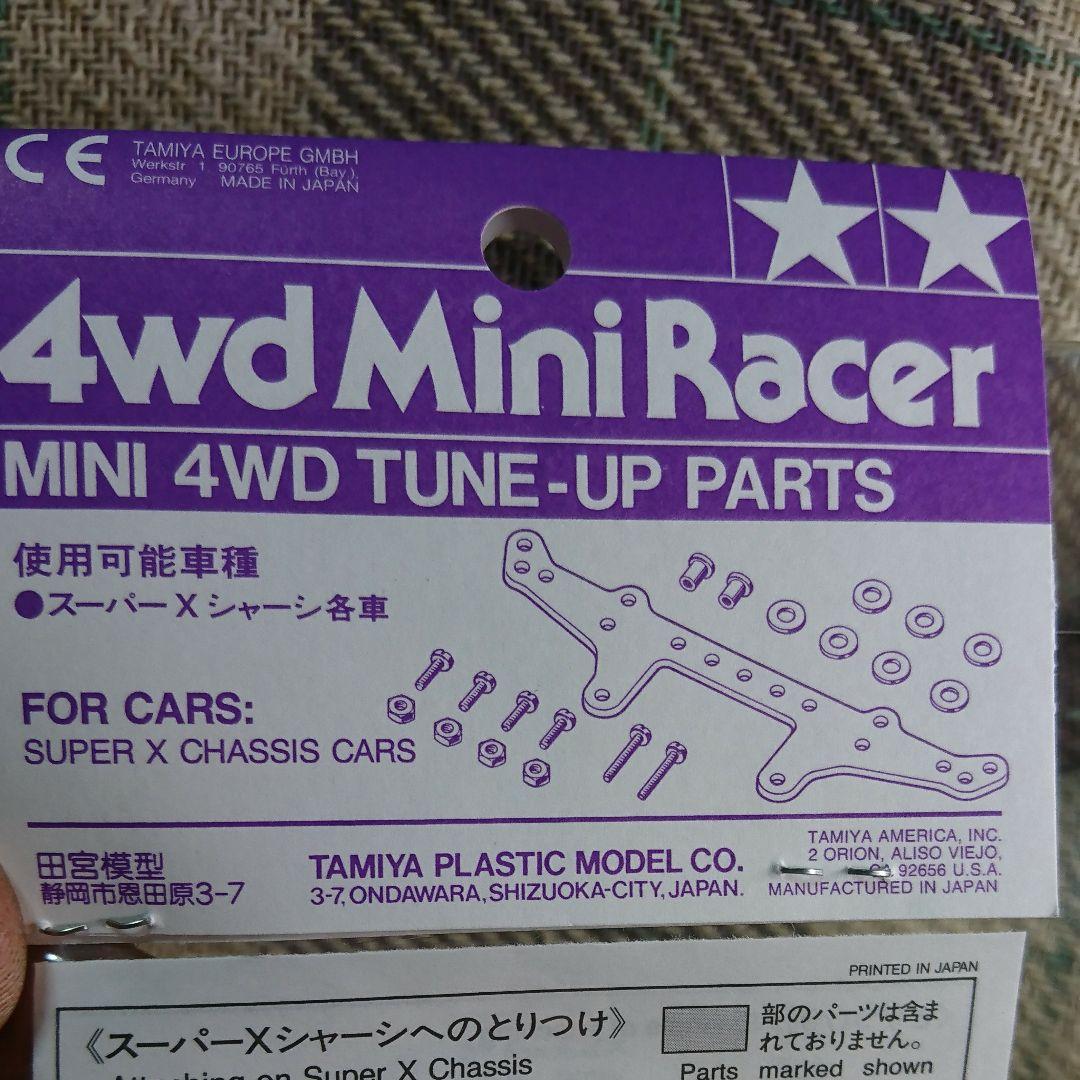 CE
TAMIYA EUROPE GMBH
Werkstr 1 90765 Fürth (Bay),
Germany MADE IN JAPAN
4wd Mini Racer
MINI 4WD TUNE-UP PARTS
使用可能車種
●スーパーXシャーシ各車
FOR CARS:
SUPER X CHASSIS CARS
田宮模型
静岡市恩田原3-7
TAMIYA PLASTIC MODEL CO.
3-7, ONDAWARA, SHIZUOKA-CITY, JAPAN.
TAMIYA AMERICA, INC.
2 ORION, ALISO VIEJO,
92656 U.S.A.
MANUFACTURED IN JAPAN
PRINTED IN JAPAN
《スーパーXシャーシへのとりつけ》
Attaching on Super X Chassis
部のパーツは含ま
れておりません。
Parts marked shown